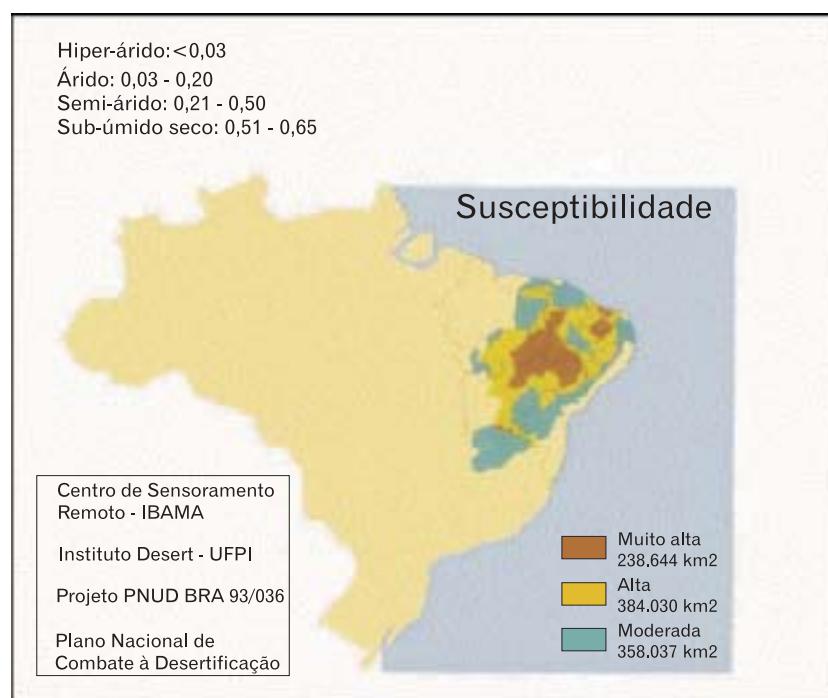 Hiper-árido:<0,03
Árido: 0,03 - 0,20
Semi-árido: 0,21 - 0,50
Sub-úmido seco: 0,51 - 0,65
Susceptibilidade
Centro de Sensoramento
Remoto - IBAMA
Instituto Desert - UFPI
Projeto PNUD BRA 93/036
Plano Nacional de
Combate à Desertificação
Muito alta
238.644 km2
Alta
384.030 km2
Moderada
358.037 km2